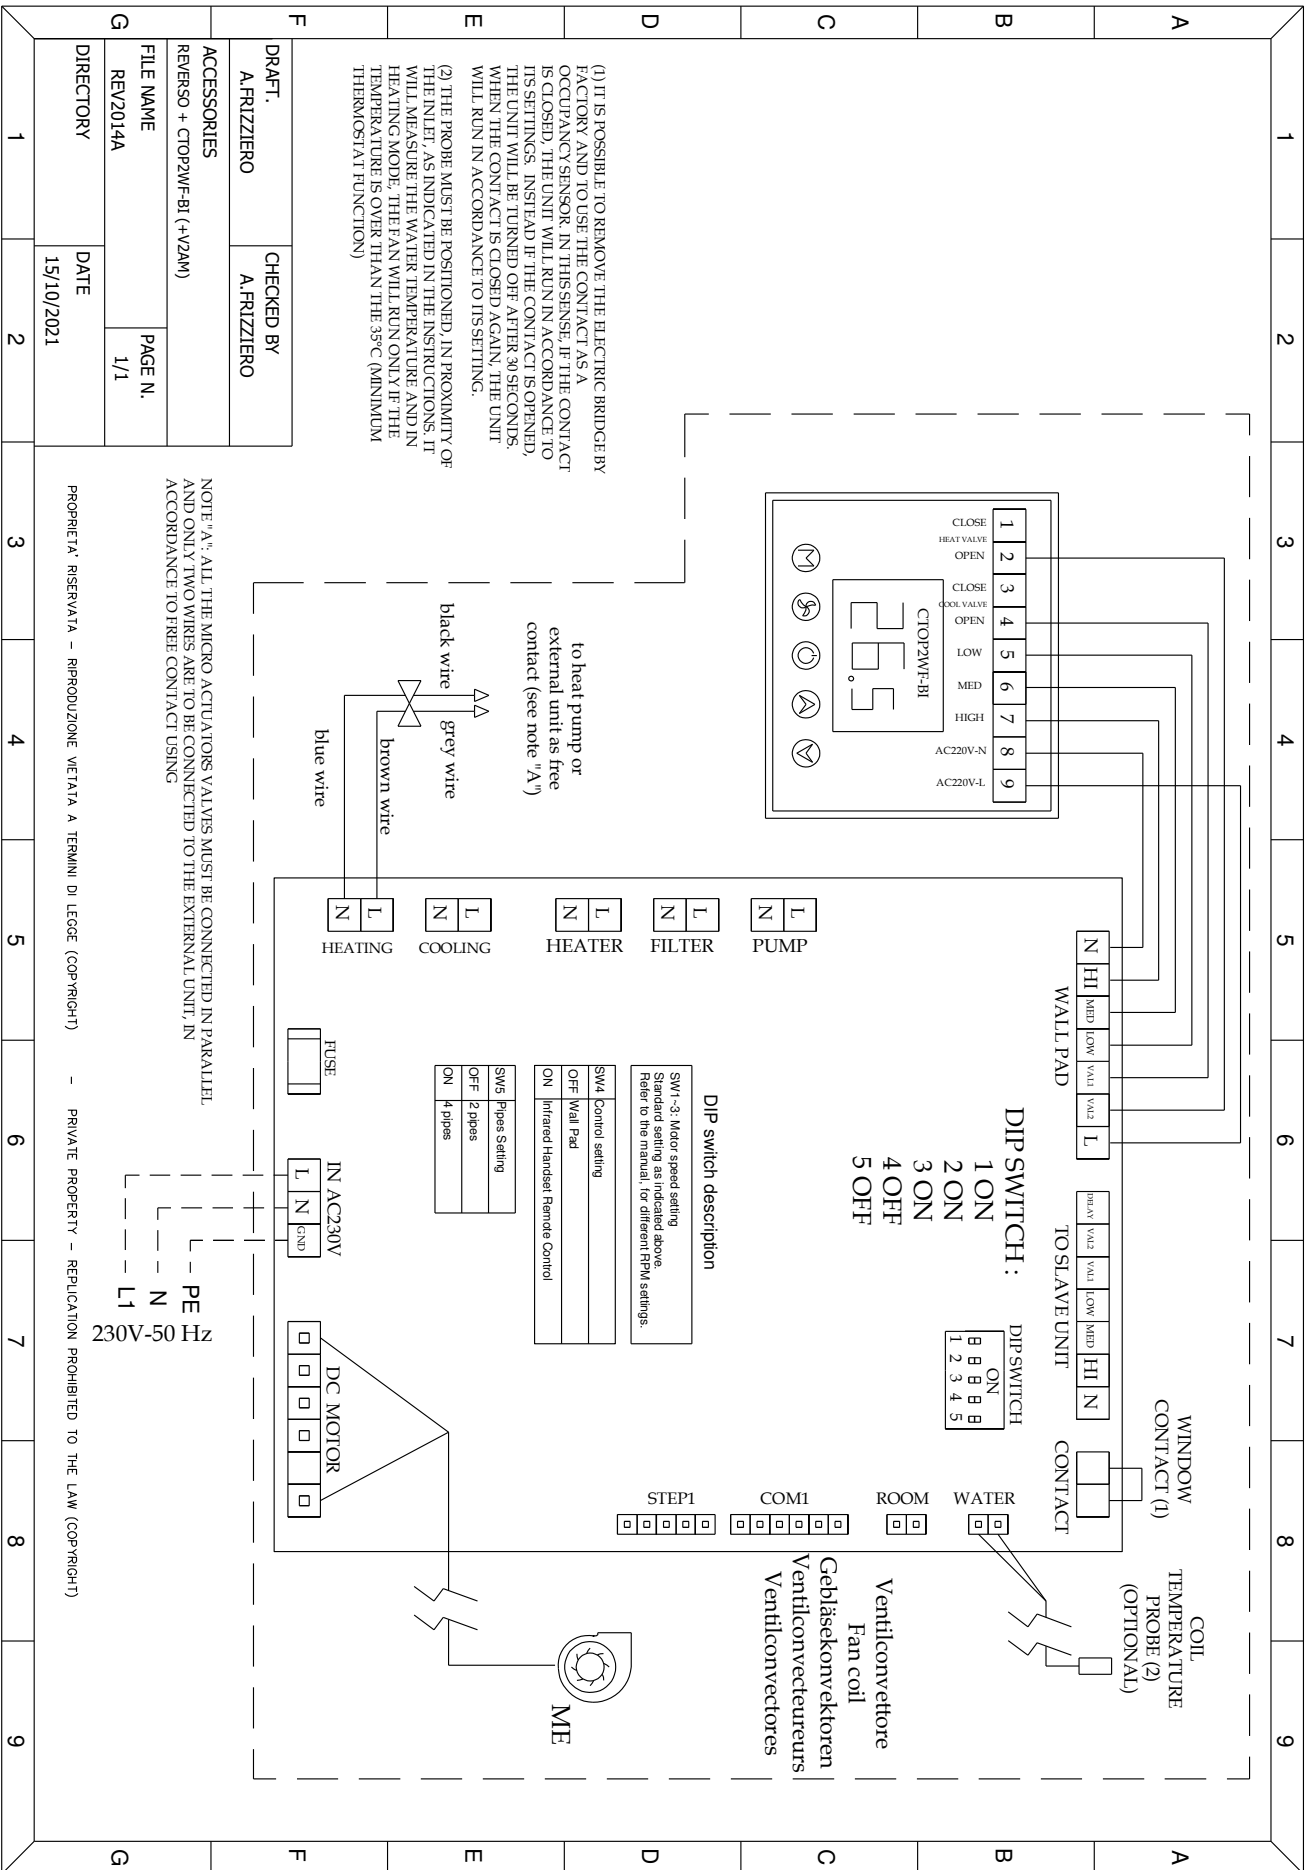 1
2
3
4
5
6
7
8
9
A
B
C
D
E
F
G
1
2
3
4
5
6
7
8
9
A
B
C
D
E
F
G
WINDOW
CONTACT (1)
COIL
TEMPERATURE
PROBE (2)
(OPTIONAL)
1 2 3 4 5 6 7 8 9
CLOSE
HEAT VALVE
OPEN
CLOSE
COOL VALVE
OPEN
LOW
MED
HIGH
AC220V-N
AC220V-L
CTOP2WF-BI
26.5
M
N HI MED LOW VAL1 VAL2 L
WALL PAD
DELAY VAL2 VAL1 LOW MED HI N
TO SLAVE UNIT
CONTACT
DIP SWITCH :
1 ON
2 ON
3 ON
4 OFF
5 OFF
DIP SWITCH
ON
1 2 3 4 5
WATER
ROOM
COM1
STEP1
Ventilconvettore
Fan coil
Gebläsekonvektoren
Ventilconvecteureurs
Ventilconvectores
ME
L N
PUMP
L N
FILTER
L N
HEATER
L N
COOLING
L N
HEATING
DIP switch description
SW1~3: Motor speed setting
Standard setting as indicated above.
Refer to the manual, for different RPM settings.
SW4 Control setting
OFF Wall Pad
ON Infrared Handset Remote Control
SW5 Pipes Setting
OFF 2 pipes
ON 4 pipes
FUSE
IN AC230V
L N GND
DC MOTOR
PE
N
L1
230V-50 Hz
to heat pump or
external unit as free
contact (see note "A")
black wire
grey wire
brown wire
blue wire
(1) IT IS POSSIBLE TO REMOVE THE ELECTRIC BRIDGE BY
FACTORY AND TO USE THE CONTACT AS A
OCCUPANCY SENSOR. IN THIS SENSE, IF THE CONTACT
IS CLOSED, THE UNIT WILL RUN IN ACCORDANCE TO
ITS SETTINGS. INSTEAD IF THE CONTACT IS OPENED,
THE UNIT WILL BE TURNED OFF AFTER 30 SECONDS.
WHEN THE CONTACT IS CLOSED AGAIN, THE UNIT
WILL RUN IN ACCORDANCE TO ITS SETTING.
(2) THE PROBE MUST BE POSITIONED, IN PROXIMITY OF
THE INLET, AS INDICATED IN THE INSTRUCTIONS. IT
WILL MEASURE THE WATER TEMPERATURE AND IN
HEATING MODE, THE FAN WILL RUN ONLY IF THE
TEMPERATURE IS OVER THAN THE 35°C (MINIMUM
THERMOSTAT FUNCTION)
NOTE "A": ALL THE MICRO ACTUATORS VALVES MUST BE CONNECTED IN PARALLEL
AND ONLY TWO WIRES ARE TO BE CONNECTED TO THE EXTERNAL UNIT, IN
ACCORDANCE TO FREE CONTACT USING
DRAFT.
A.FRIZZIERO
CHECKED BY
A.FRIZZIERO
ACCESSORIES
REVERSO + CTOP2WF-BI (+V2AM)
FILE NAME
REV2014A
PAGE N.
1/1
DIRECTORY
DATE
15/10/2021
PROPRIETA' RISERVATA - RIPRODUZIONE VIETATA A TERMINI DI LEGGE (COPYRIGHT) - PRIVATE PROPERTY - REPLICATION PROHIBITED TO THE LAW (COPYRIGHT)